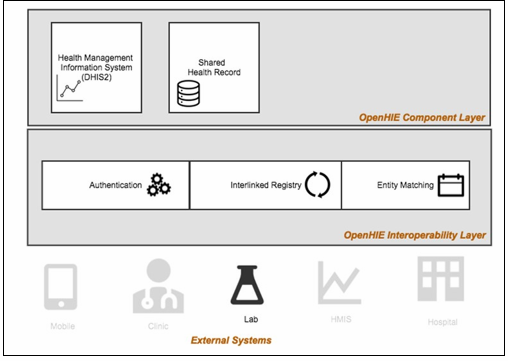 Health Management
Information System
(DHIS2)
Shared
Health Record
OpenHIE Component Layer
Authentication
Interlinked Registry
Entity Matching
OpenHIE Interoperability Layer
Mobile
Clinic
Lab
HMIS
Hospital
External Systems